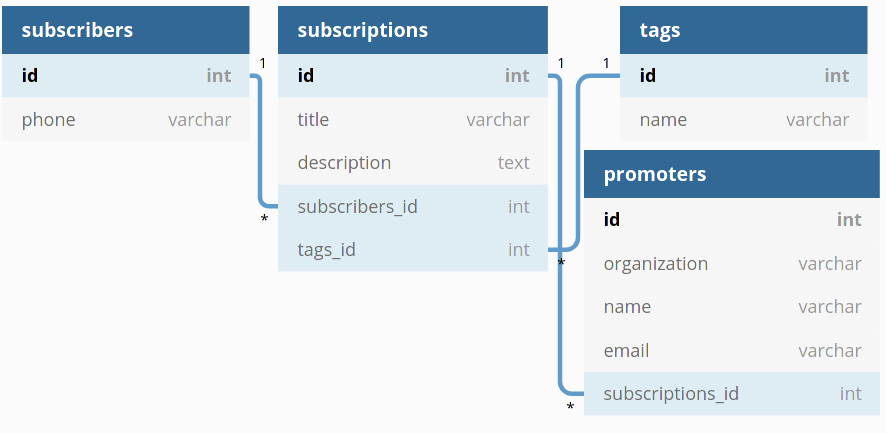 subscribers
id int
phone varchar
1
*
subscriptions
id int
title varchar
description text
subscribers_id int
tags_id int
1
*
1
*
tags
id int
name varchar
promoters
id int
organization varchar
name varchar
email varchar
subscriptions_id int